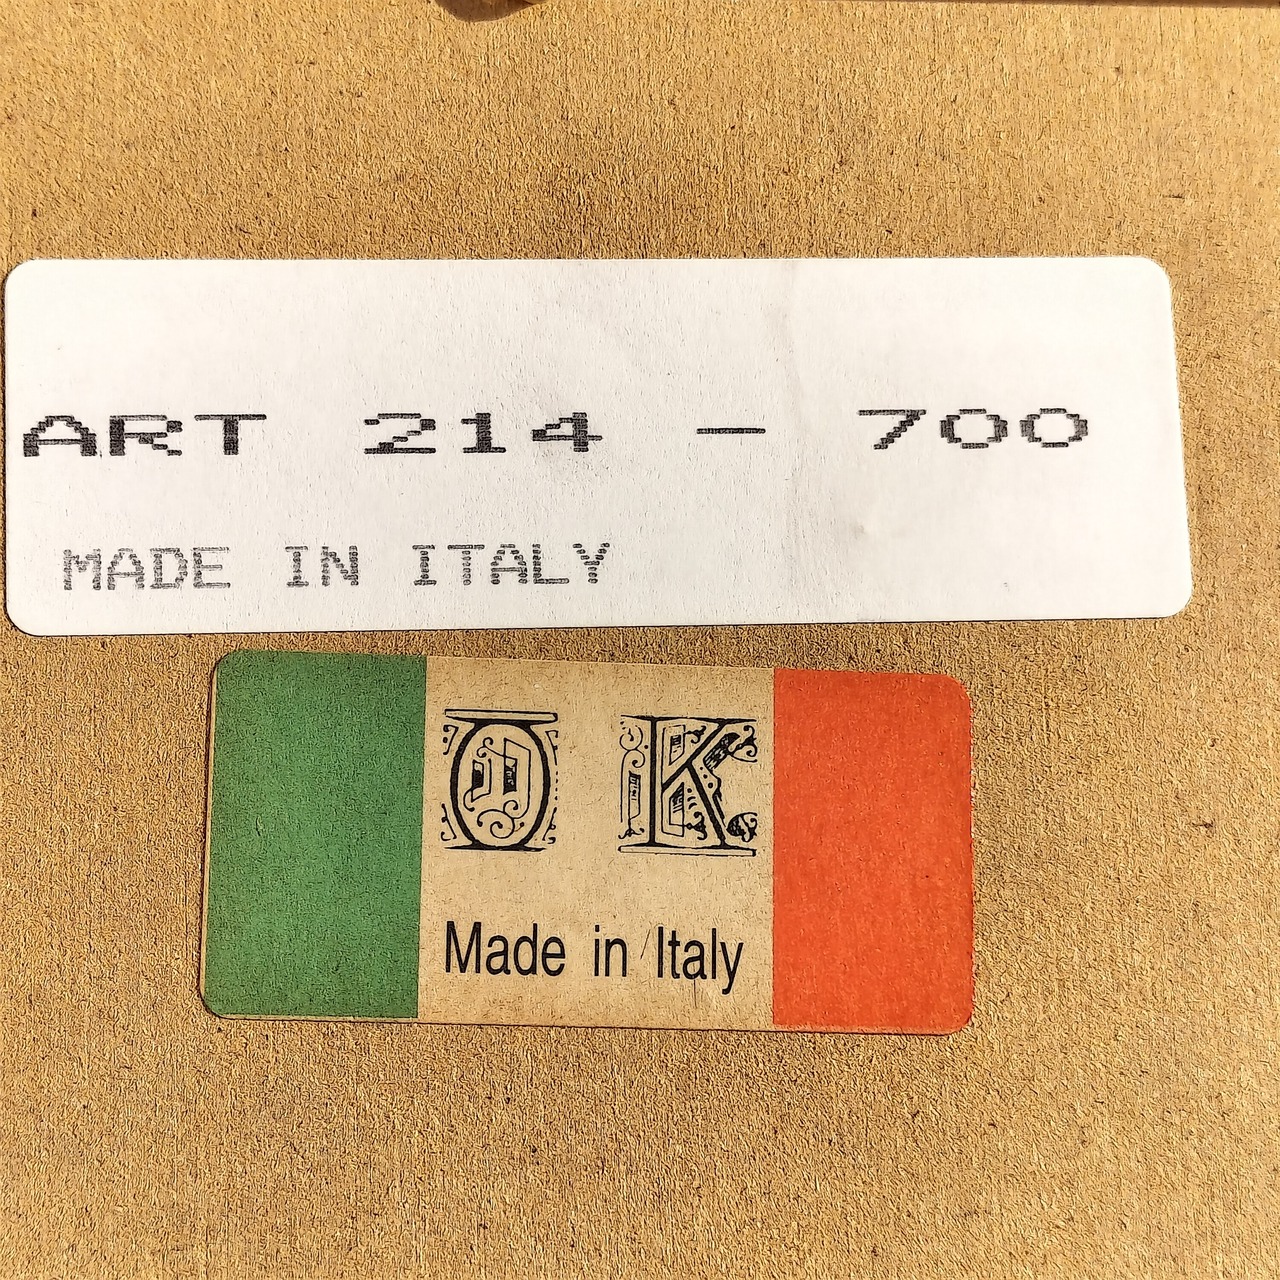 ART 214 - 700
MADE IN ITALY
O K
Made in Italy